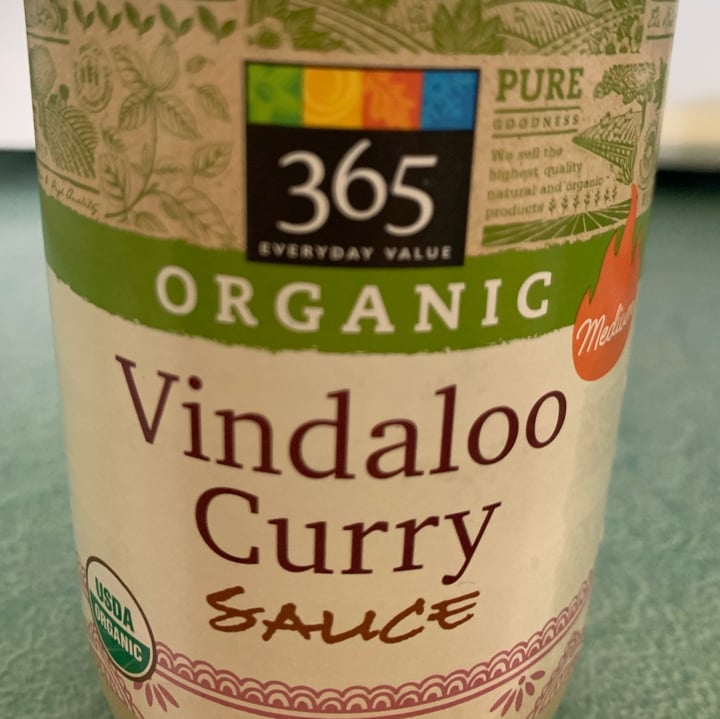 365
EVERYDAY VALUE
PURE
GOODNESS
We sell the
highest quality
natural and organic
products
ORGANIC
Medium
Vindaloo
Curry
SAUCE
USDA
ORGANIC